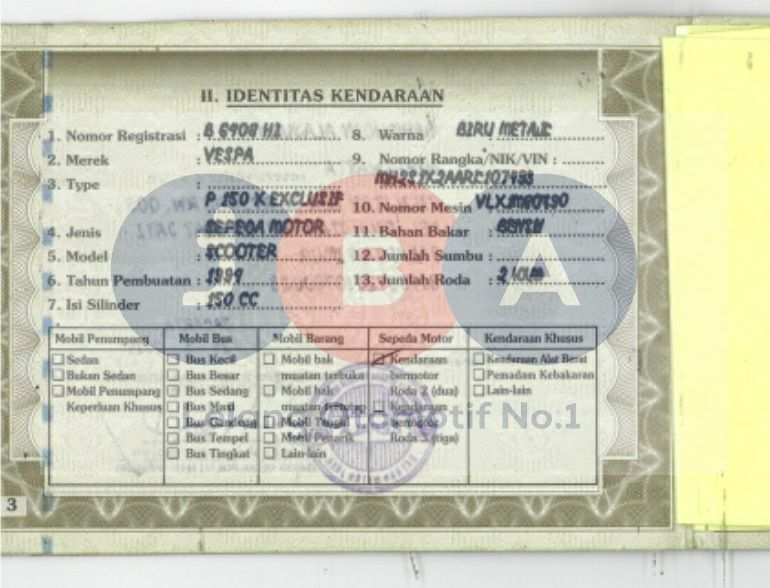 II. IDENTITAS KENDARAAN
1. Nomor Registrasi : B 6408 HI
2. Merek : VESPA
3. Type :
P 150 X EXCLUSIF
4. Jenis : SEPEDA MOTOR
5. Model : SCOOTER
6. Tahun Pembuatan : 1999
7. Isi Silinder : 150 CC
8. Warna : BIRU METALIK
9. Nomor Rangka/NIK/VIN :
10. Nomor Mesin
11. Bahan Bakar : BENSIN
12. Jumlah Sumbu :
13. Jumlah Roda : 2
Mobil Penumpang
Sedan
Bukan Sedan
Mobil Penumpang
Keperluan Khusus
Mobil Bus
Bus Kecil
Bus Besar
Bus Sedang
Bus Maxi
Bus Gandeng
Bus Tempel
Bus Tingkat
Mobil Barang
Mobil bak
muatan terbuka
Mobil bak
muatan tertutup
Mobil Tangki
Mobil Penarik
Lain-lain
Sepeda Motor
Kendaraan
bermotor
Roda 2 (dua)
Kendaraan
bermotor
Roda 3 (tiga)
Kendaraan Khusus
Kendaraan Alat Berat
Pemadam Kebakaran
Lain-lain
JBA
Lelang Otomotif No.1
3